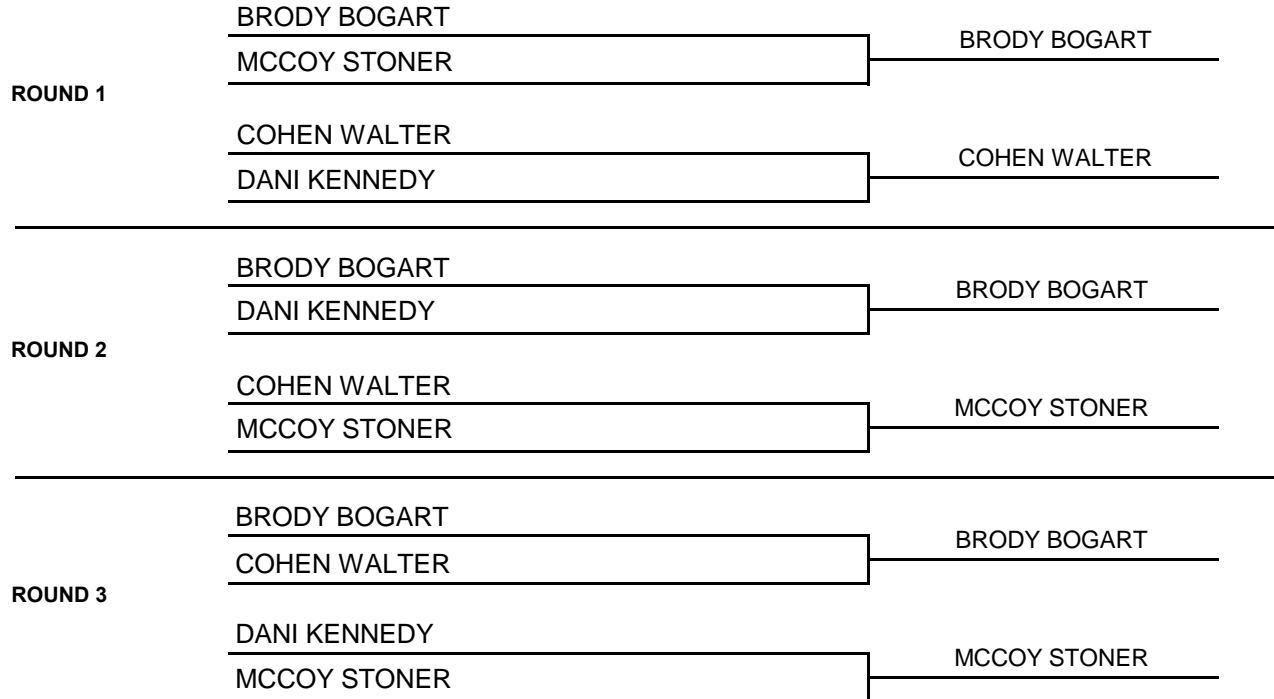 BRODY BOGART
BRODY BOGART
MCCOY STONER
ROUND 1
COHEN WALTER
COHEN WALTER
DANI KENNEDY
BRODY BOGART
BRODY BOGART
DANI KENNEDY
ROUND 2
COHEN WALTER
MCCOY STONER
MCCOY STONER
BRODY BOGART
BRODY BOGART
COHEN WALTER
ROUND 3
DANI KENNEDY
MCCOY STONER
MCCOY STONER